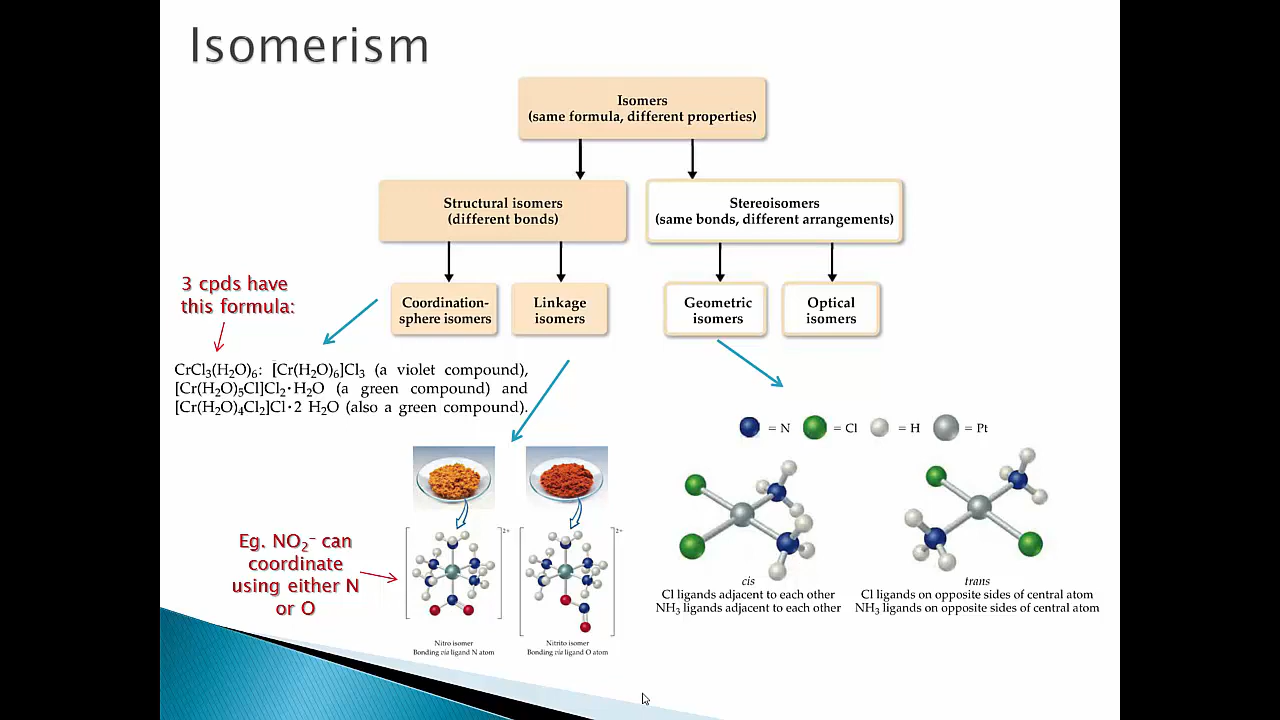 Isomerism
Isomers
(same formula, different properties)
Structural isomers
(different bonds)
Stereoisomers
(same bonds, different arrangements)
3 cpds have
this formula:
Coordination-
sphere isomers
Linkage
isomers
Geometric
isomers
Optical
isomers
CrCl₃(H₂O)₆: [Cr(H₂O)₆]Cl₃ (a violet compound),
[Cr(H₂O)₅Cl]Cl₂·H₂O (a green compound) and
[Cr(H₂O)₄Cl₂]Cl·2 H₂O (also a green compound).
= N = Cl = H = Pt
2+ 2+
Eg. NO₂⁻ can
coordinate
using either N
or O
Nitro isomer
Bonding via ligand N atom
Nitrito isomer
Bonding via ligand O atom
cis
Cl ligands adjacent to each other
NH₃ ligands adjacent to each other
trans
Cl ligands on opposite sides of central atom
NH₃ ligands on opposite sides of central atom